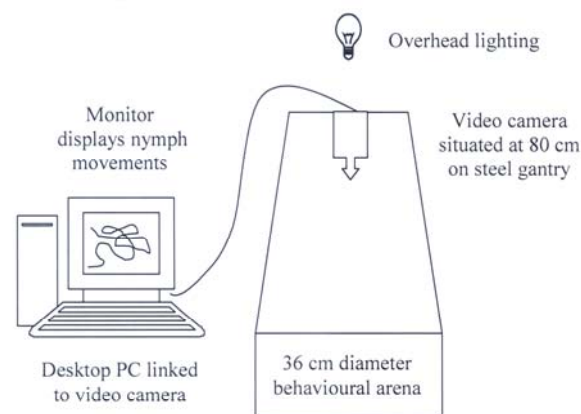 Overhead lighting
Monitor
displays nymph
movements
Video camera
situated at 80 cm
on steel gantry
Desktop PC linked
to video camera
36 cm diameter
behavioural arena